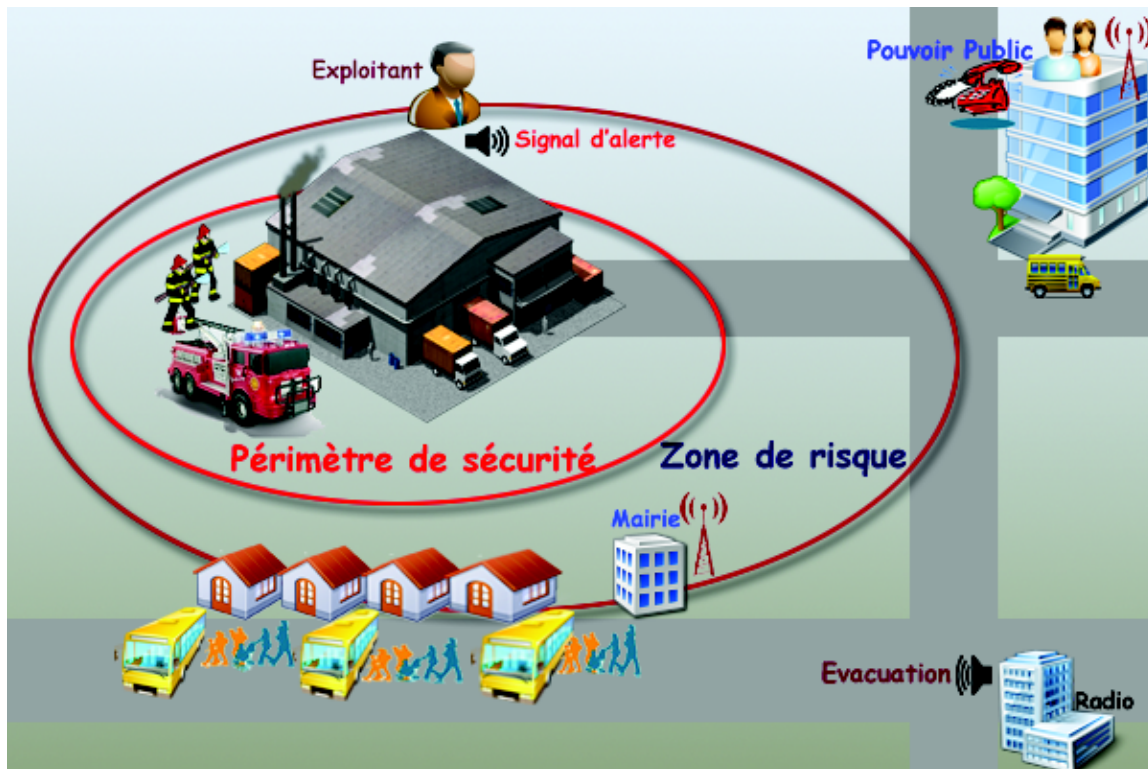 Pouvoir Public
Exploitant
Signal d'alerte
Périmètre de sécurité
Zone de risque
Mairie
Evacuation
Radio